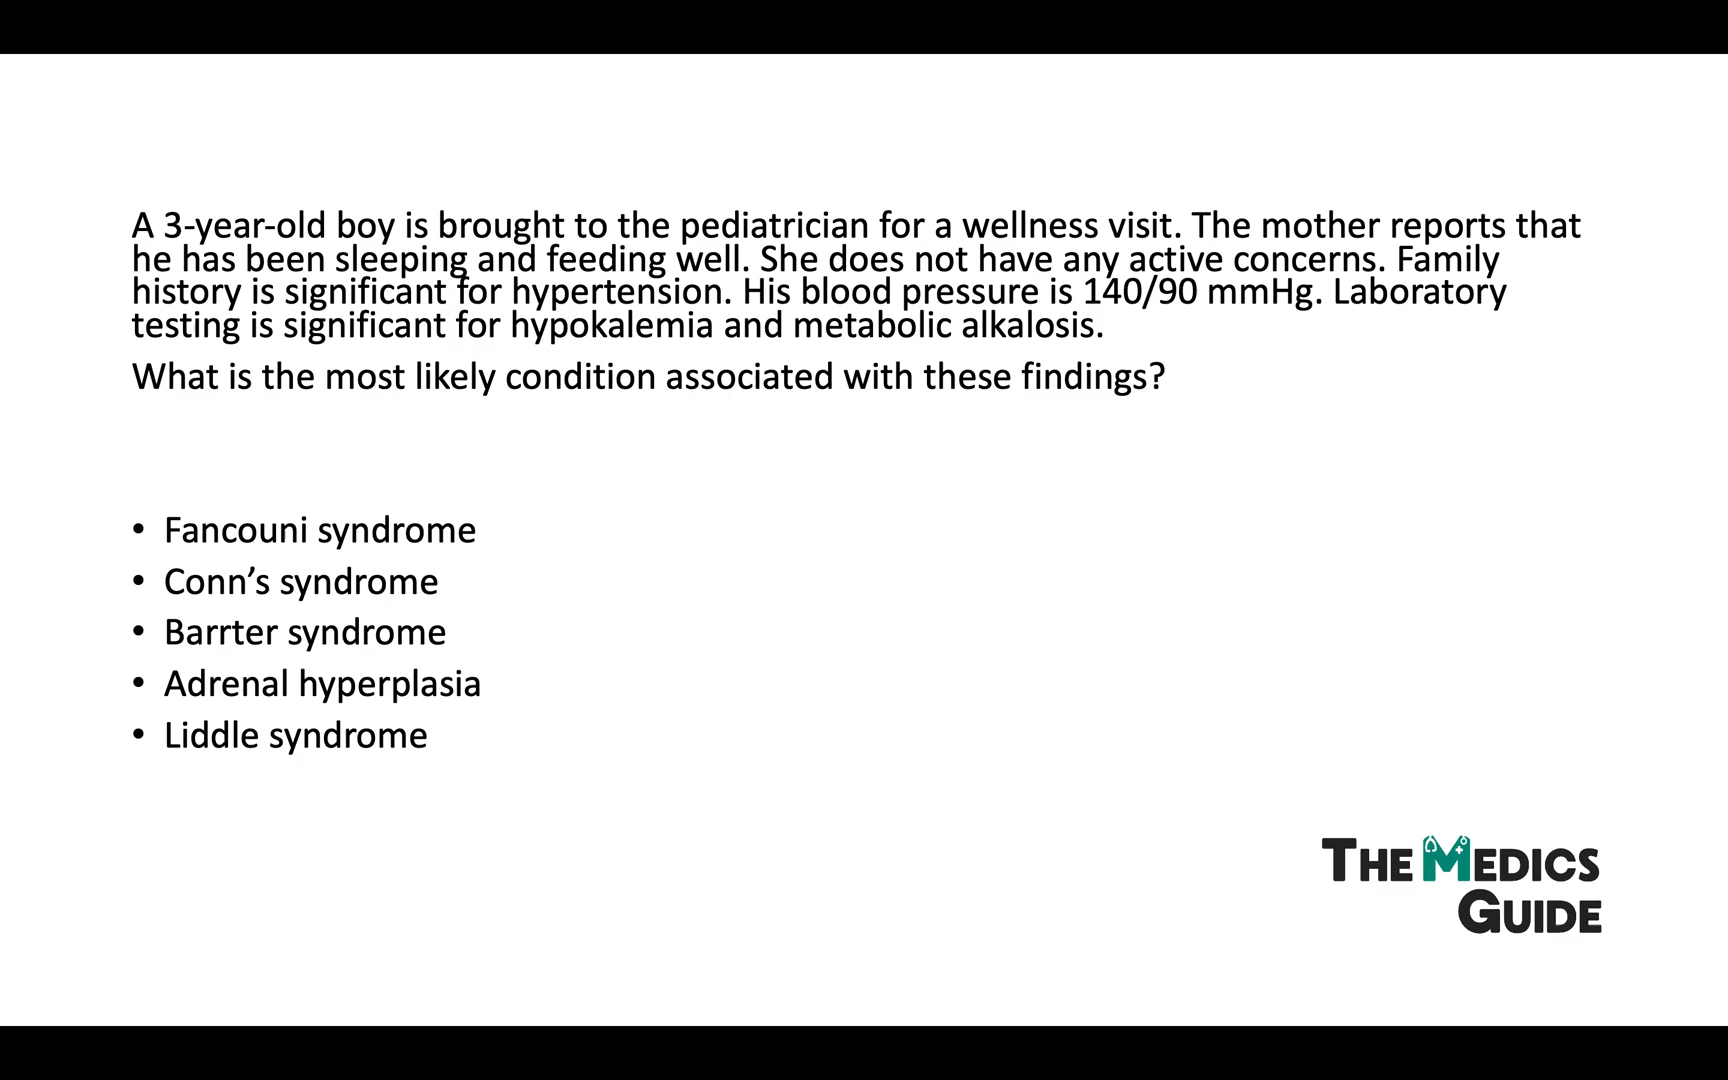 A 3-year-old boy is brought to the pediatrician for a wellness visit. The mother reports that
he has been sleeping and feeding well. She does not have any active concerns. Family
history is significant for hypertension. His blood pressure is 140/90 mmHg. Laboratory
testing is significant for hypokalemia and metabolic alkalosis.
What is the most likely condition associated with these findings?
• Fancouni syndrome
• Conn’s syndrome
• Barrter syndrome
• Adrenal hyperplasia
• Liddle syndrome
THE MEDICS
GUIDE